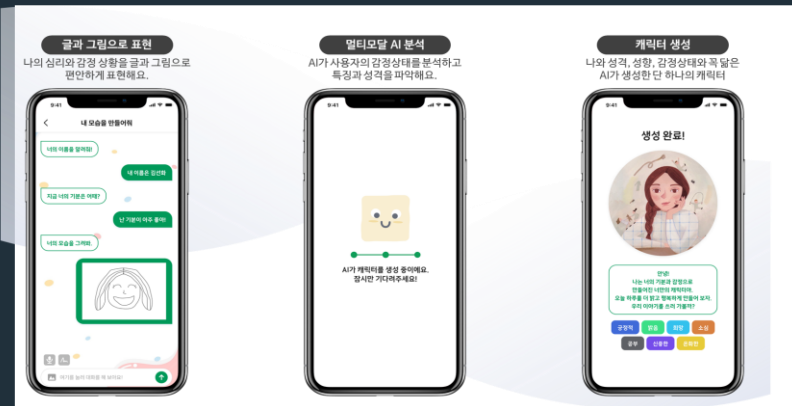 글과 그림으로 표현
나의 심리와 감정 상황을 글과 그림으로
편안하게 표현해요.
9:41
내 모습을 만들어줘
너의 이름을 알려줘!
내 이름은 김선화
지금 너의 기분은 어때?
난 기분이 아주 좋아!
너의 모습을 그려봐.
멀티모달 AI 분석
AI가 사용자의 감정상태를 분석하고
특징과 성격을 파악해요.
9:41
AI가 캐릭터를 생성 중이에요.
잠시만 기다려주세요!
캐릭터 생성
나와 성격, 성향, 감정상태와 꼭 닮은
AI가 생성한 단 하나의 캐릭터
9:41
생성 완료!
안녕!
나는 너의 기분과 감정으로
만들어진 너만의 캐릭터야.
오늘 하루를 더 밝고 행복하게 만들어 보자.
우리 이야기를 쓰러 가볼까?
긍정적 밝음 희망 소심
공부 신중한 온화한